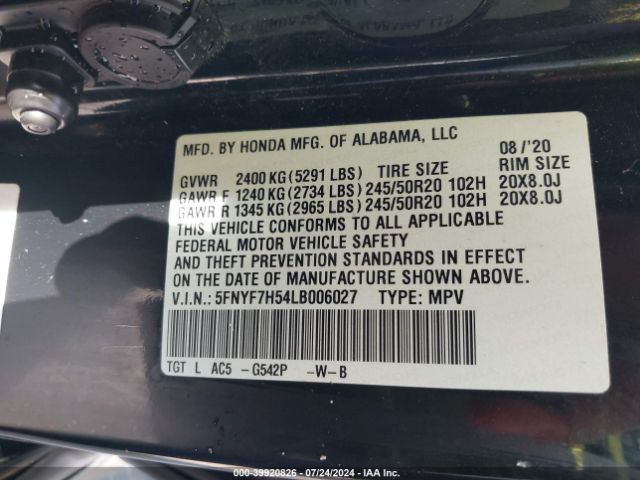 MFD. BY HONDA MFG. OF ALABAMA, LLC 08/'20
GVWR 2400 KG (5291 LBS) TIRE SIZE RIM SIZE
GAWR F 1240 KG (2734 LBS) 245/50R20 102H 20X8.0J
GAWR R 1345 KG (2965 LBS) 245/50R20 102H 20X8.0J
THIS VEHICLE CONFORMS TO ALL APPLICABLE
FEDERAL MOTOR VEHICLE SAFETY
AND THEFT PREVENTION STANDARDS IN EFFECT
ON THE DATE OF MANUFACTURE SHOWN ABOVE.
V.I.N.: 5FNYF7H54LB006027 TYPE: MPV
TGT L AC5 -G542P -W-B
000-39920826 - 07/24/2024 - IAA Inc.